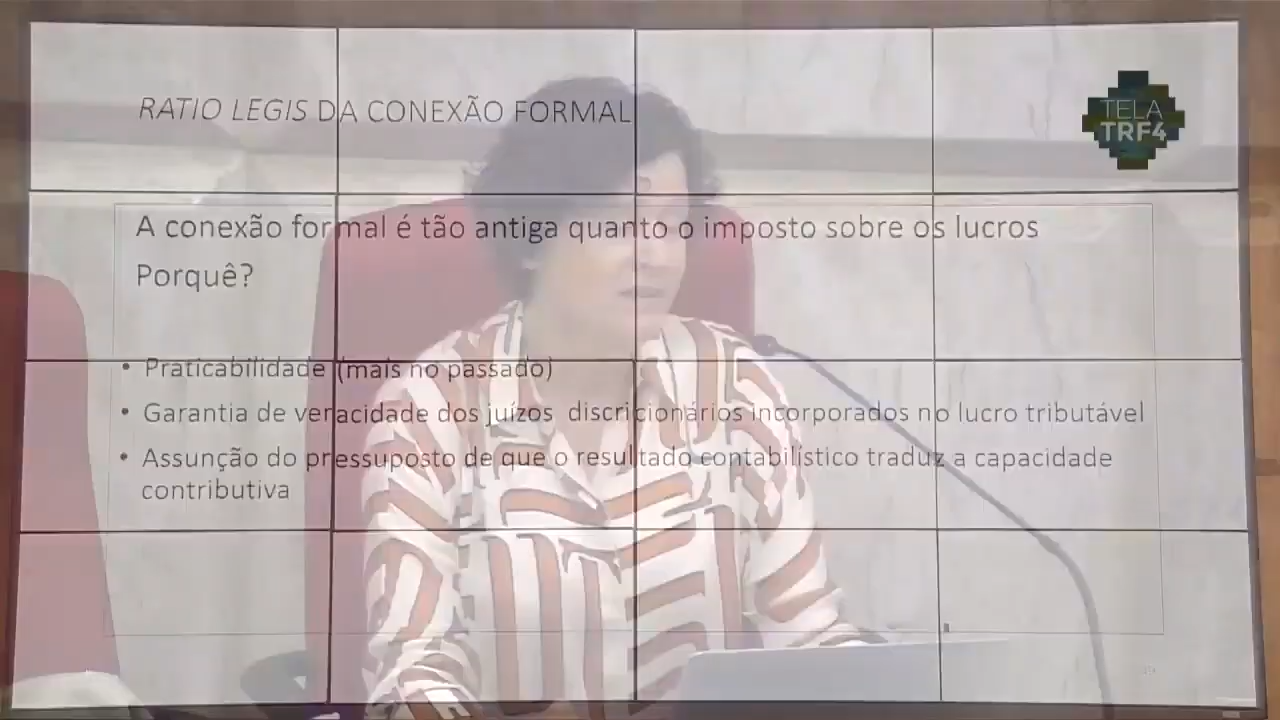 RATIO LEGIS DA CONEXÃO FORMAL
TELA
TRF4
A conexão formal é tão antiga quanto o imposto sobre os lucros
Porquê?
• Praticabilidade (mais no passado)
• Garantia de veracidade dos juízos discricionários incorporados no lucro tributável
• Assunção do pressuposto de que o resultado contabilístico traduz a capacidade
contributiva